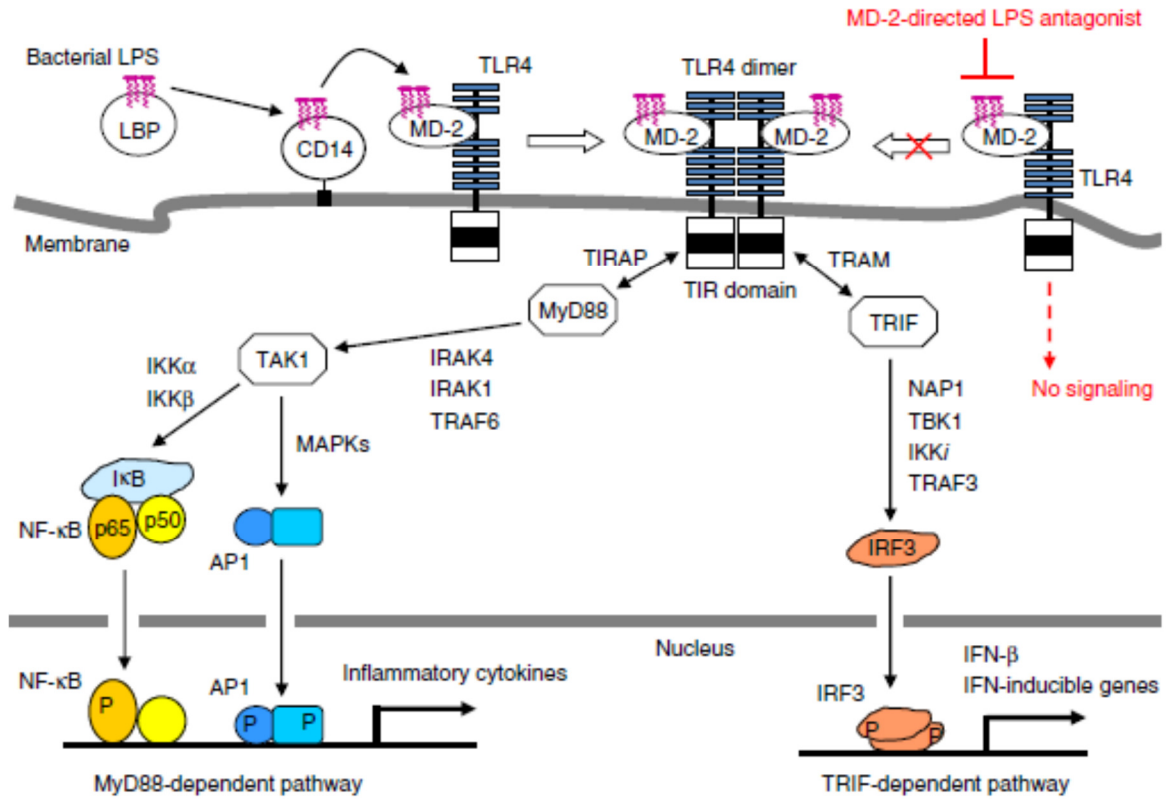 MD-2-directed LPS antagonist
Bacterial LPS
TLR4
TLR4 dimer
LBP
CD14
MD-2
MD-2
MD-2
MD-2
TLR4
Membrane
TIRAP
TRAM
TIR domain
MyD88
TRIF
TAK1
IKKα
IKKβ
IRAK4
IRAK1
TRAF6
No signaling
NAP1
TBK1
IKKi
TRAF3
MAPKs
IκB
NF-κB
p65
p50
AP1
IRF3
Nucleus
NF-κB
P
AP1
P
P
Inflammatory cytokines
IFN-β
IFN-inducible genes
IRF3
P
P
MyD88-dependent pathway
TRIF-dependent pathway